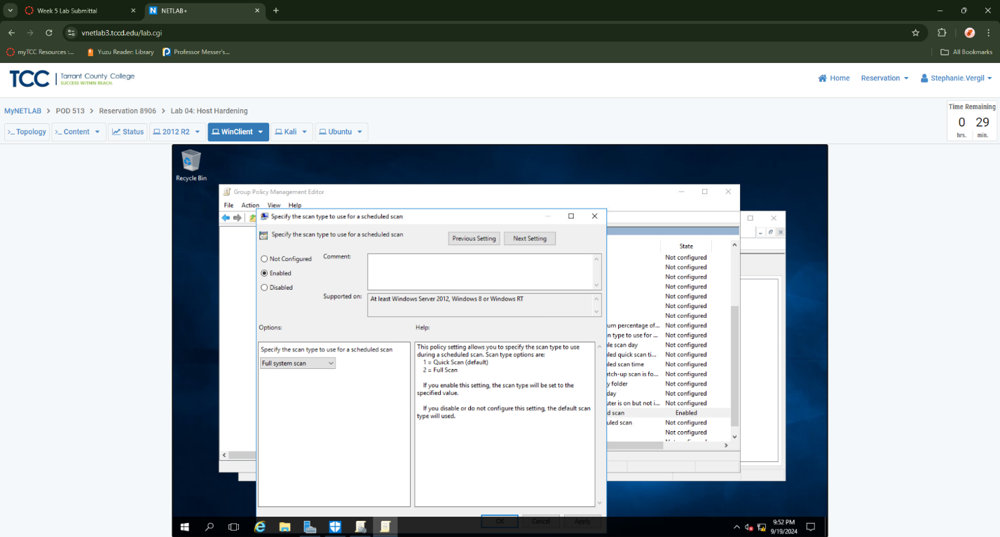 Week 5 Lab Submittal
NETLAB+
vnetlab3.tccd.edu/lab.cgi
myTCC Resources :...
Yuzu Reader: Library
Professor Messer's...
All Bookmarks
TCC
Tarrant County College
SUCCESS WITHIN REACH.
Home
Reservation
Stephanie.Vergil
MyNETLAB > POD 513 > Reservation 8906 > Lab 04: Host Hardening
Time Remaining
0 29
hrs. min.
>_ Topology
>_ Content
Status
2012 R2
WinClient
Kali
Ubuntu
Recycle Bin
Group Policy Management Editor
File Action View Help
Specify the scan type to use for a scheduled scan
Specify the scan type to use for a scheduled scan
Previous Setting
Next Setting
Not Configured
Enabled
Disabled
Comment:
Supported on:
At least Windows Server 2012, Windows 8 or Windows RT
Options:
Help:
Specify the scan type to use for a scheduled scan
Full system scan
This policy setting allows you to specify the scan type to use
during a scheduled scan. Scan type options are:
1 = Quick Scan (default)
2 = Full Scan
If you enable this setting, the scan type will be set to the
specified value.
If you disable or do not configure this setting, the default scan
type will used.
OK
Cancel
Apply
State
Not configured
Not configured
Not configured
Not configured
Not configured
Not configured
Not configured
um percentage of... Not configured
n type to use for ... Not configured
le scan day Not configured
led quick scan ti... Not configured
led scan time Not configured
atch-up scan is fo... Not configured
y folder Not configured
day Not configured
uter is on but not i... Not configured
d scan Enabled
uled scan Not configured
Not configured
9:52 PM
9/19/2024